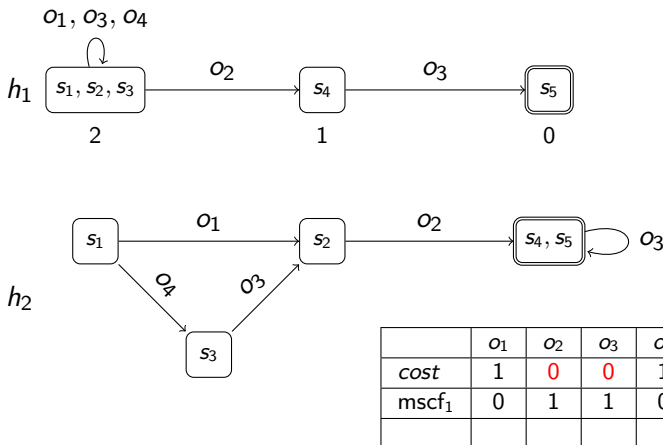 o₁, o₃, o₄
h₁
s₁, s₂, s₃
o₂
s₄
o₃
s₅
2
1
0
h₂
s₁
o₁
s₂
o₂
s₄, s₅
o₃
o₄
o₃
s₃
o₁ o₂ o₃
cost 1 0 0 1
mscf₁ 0 1 1